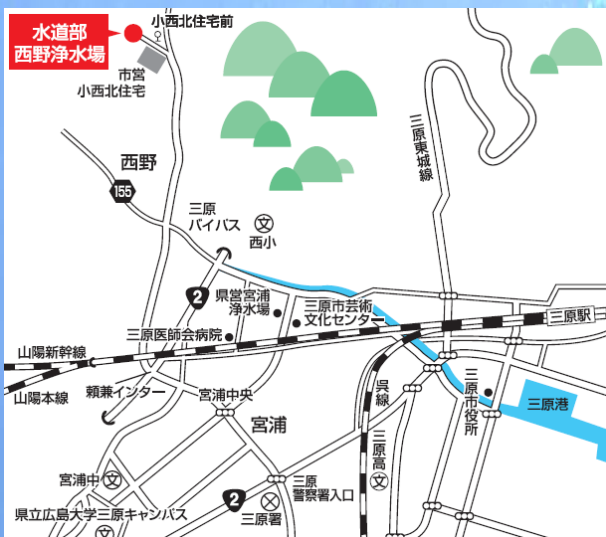 水道部
西野浄水場
小西北住宅前
市営
小西北住宅
西野
155
三原
バイパス
西小
三原東城線
2
県営宮浦
浄水場
三原市芸術
文化センター
三原医師会病院
三原駅
山陽新幹線
山陽本線
頼兼インター
宮浦中央
宮浦
呉線
三原高
文
三原市役所
三原港
宮浦中
文
三原
警察署入口
2
三原署
県立広島大学三原キャンパス
文
文